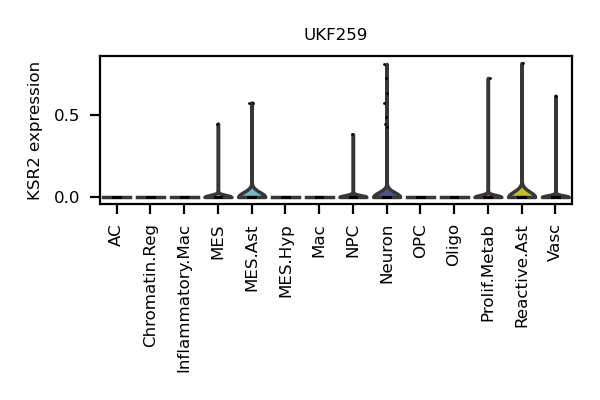 UKF259
KSR2 expression
0.5
0.0
AC
Chromatin.Reg
Inflammatory.Mac
MES
MES.Ast
MES.Hyp
Mac
NPC
Neuron
OPC
Oligo
Prolif.Metab
Reactive.Ast
Vasc